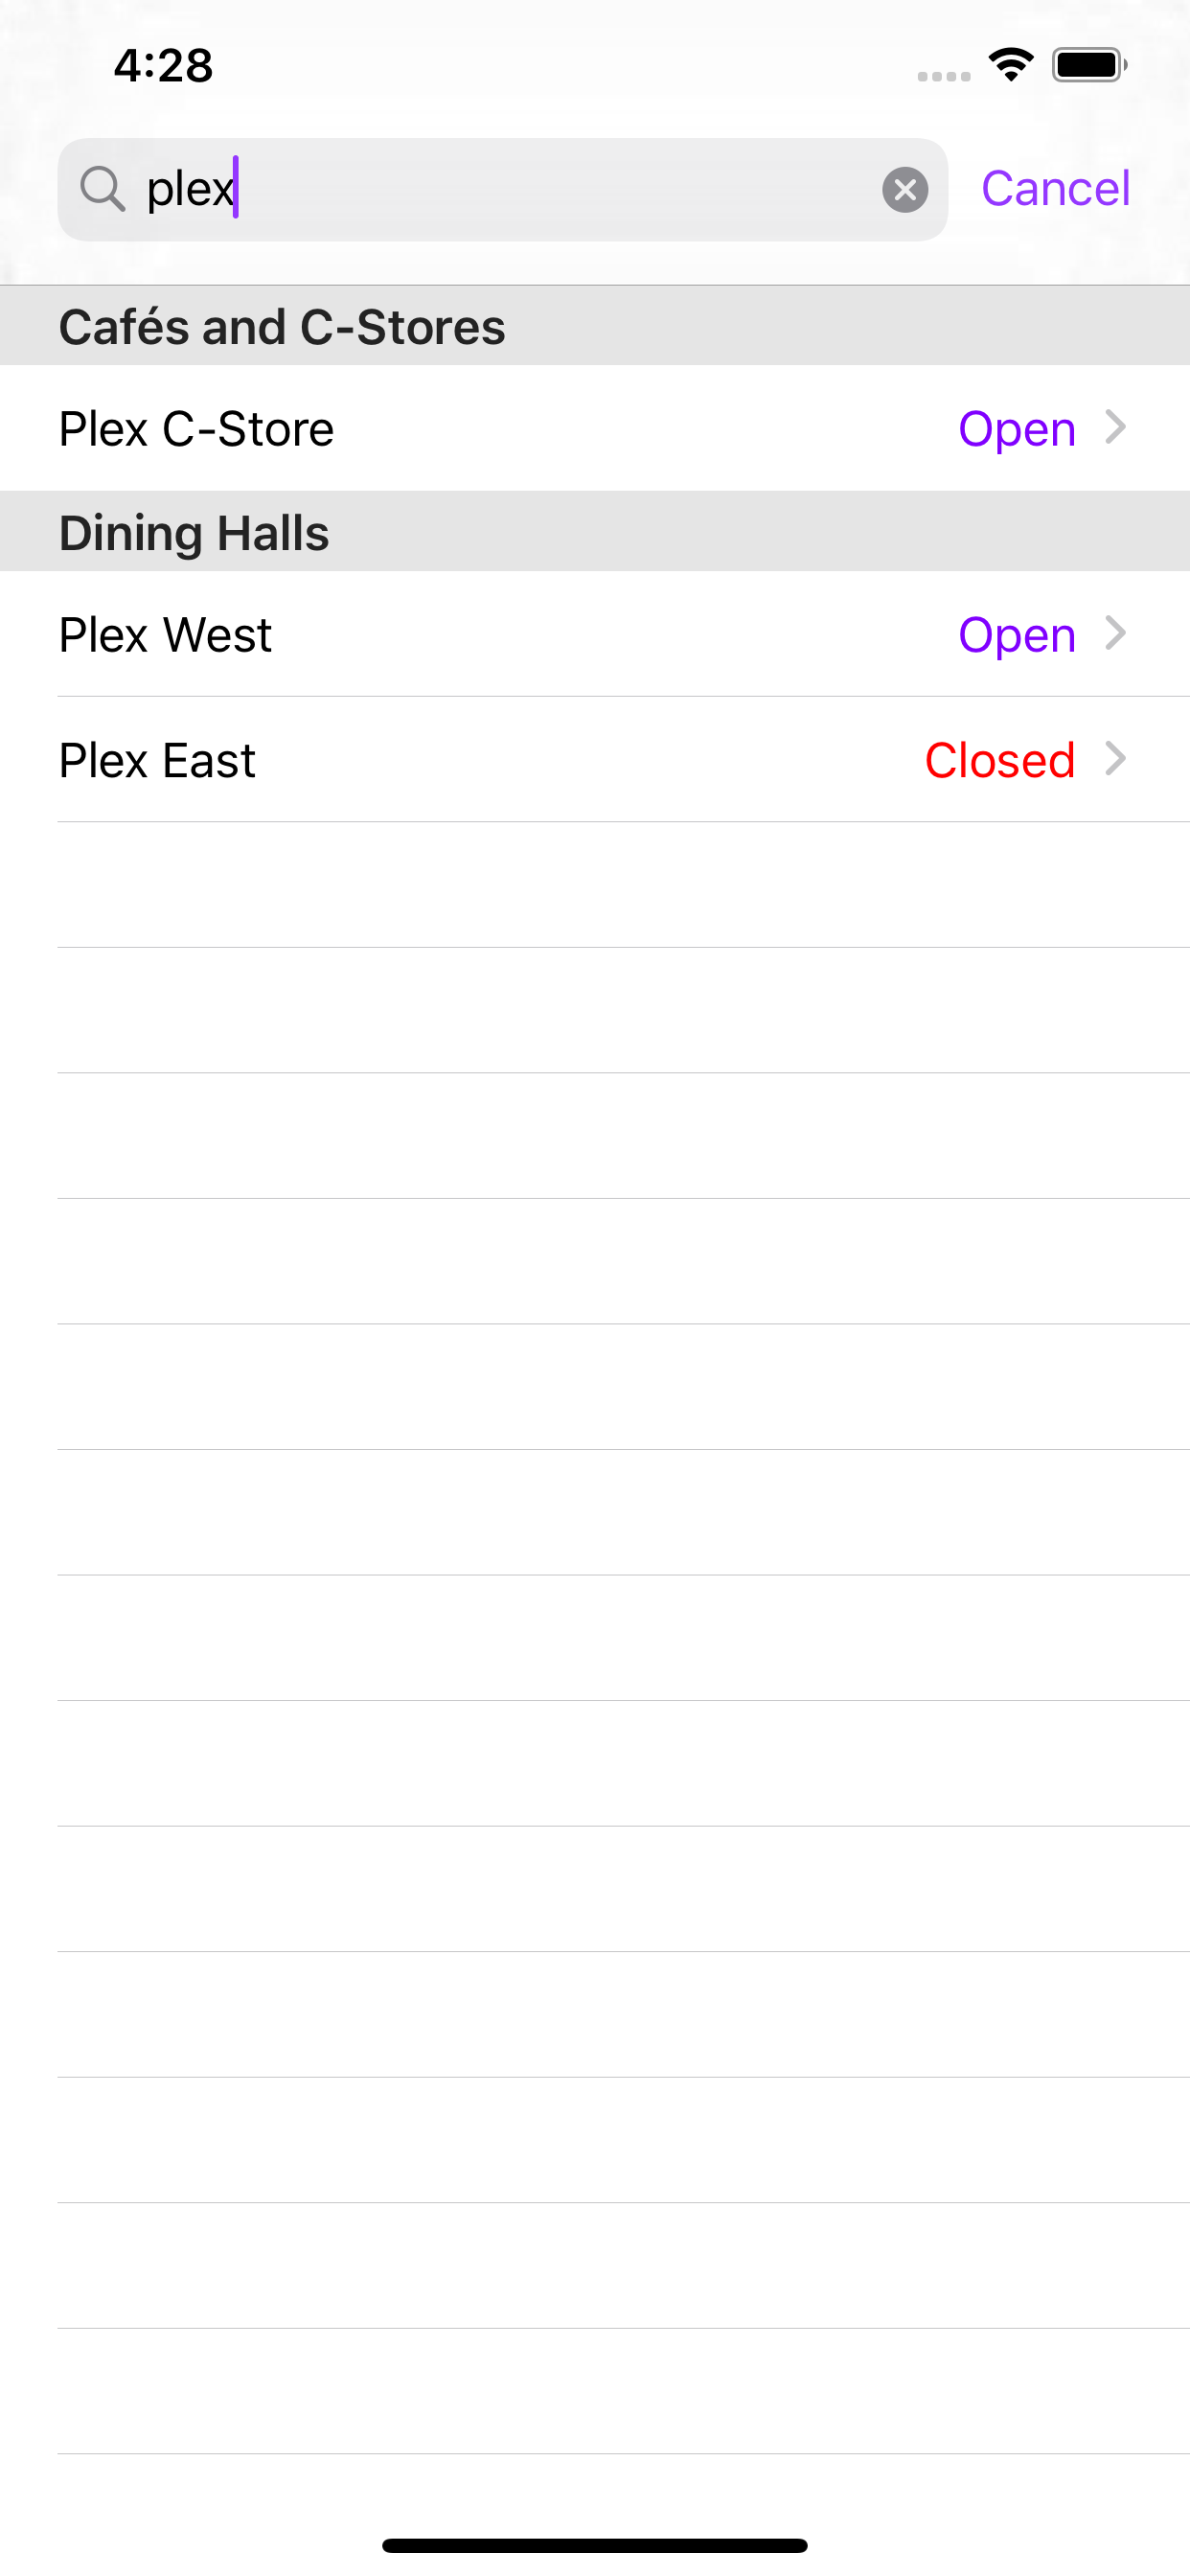 4:28
plex
Cancel
Cafés and C-Stores
Plex C-Store Open
Dining Halls
Plex West Open
Plex East Closed